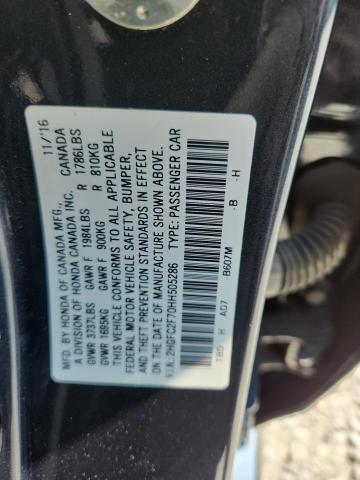 MFD. BY HONDA OF CANADA MFG., 11/'16
A DIVISION OF HONDA CANADA INC. CANADA
GVWR 3737LBS GAWR F 1984LBS R 1786LBS
GVWR 1695KG GAWR F 900KG R 810KG
THIS VEHICLE CONFORMS TO ALL APPLICABLE
FEDERAL MOTOR VEHICLE SAFETY, BUMPER,
AND THEFT PREVENTION STANDARDS IN EFFECT
ON THE DATE OF MANUFACTURE SHOWN ABOVE.
V.I.N.:2HGFC2F70HH505286 TYPE: PASSENGER CAR
B607M -B -H
TBD H A07